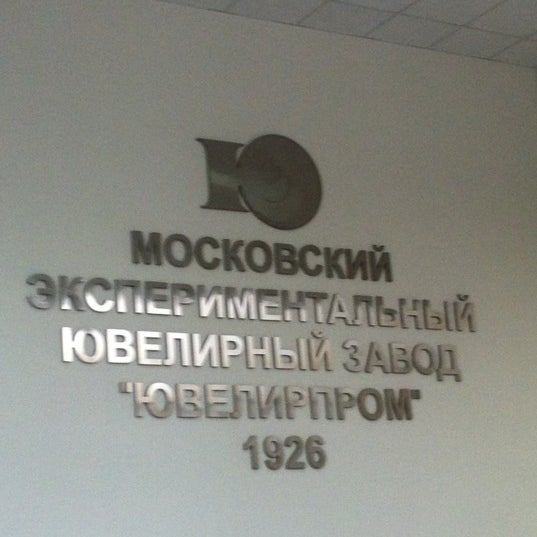 МОСКОВСКИЙ
ЭКСПЕРИМЕНТАЛЬНЫЙ
ЮВЕЛИРНЫЙ ЗАВОД
"ЮВЕЛИРПРОМ"
1926